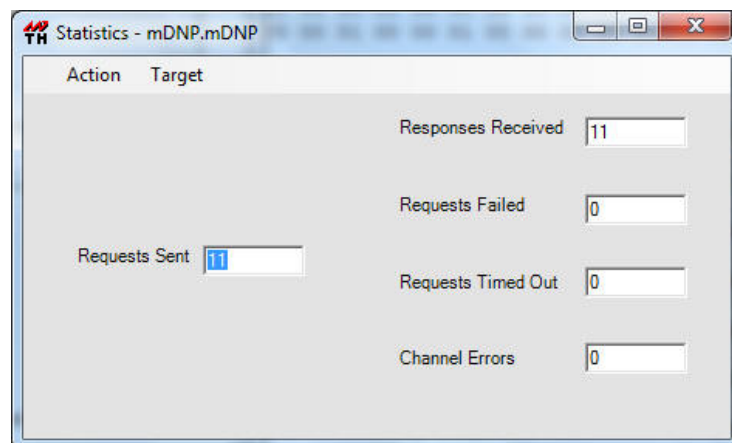 TH Statistics - mDNP.mDNP
Action Target
Responses Received 11
Requests Failed 0
Requests Sent 11
Requests Timed Out 0
Channel Errors 0